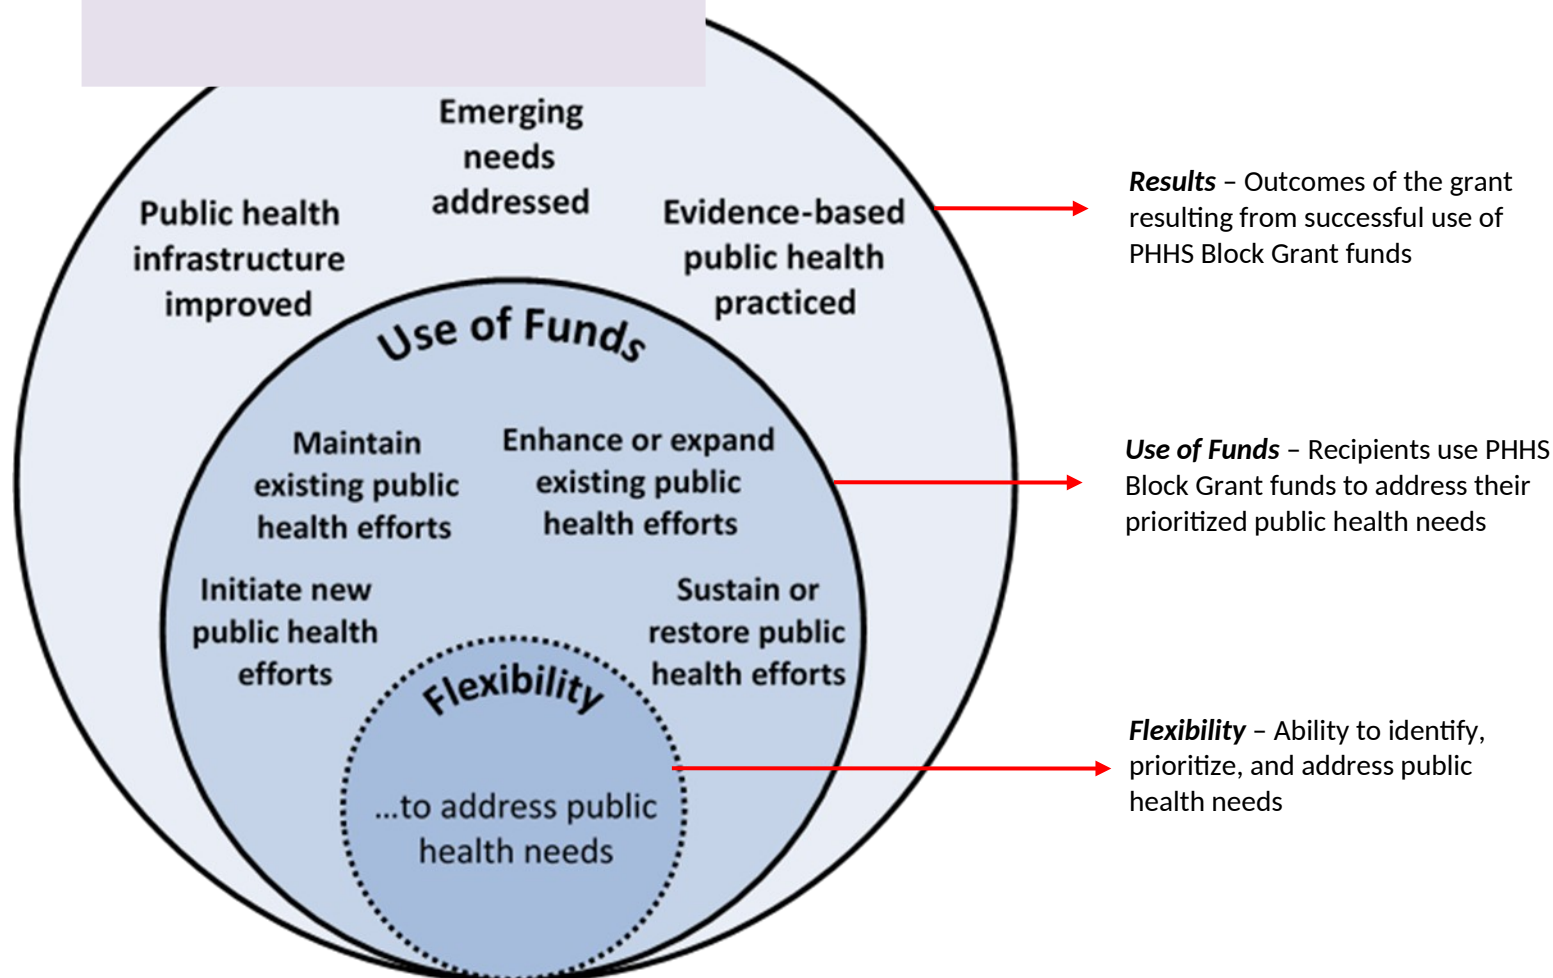 Emerging
needs
addressed
Public health
infrastructure
improved
Evidence-based
public health
practiced
Use of Funds
Maintain
existing public
health efforts
Enhance or expand
existing public
health efforts
Initiate new
public health
efforts
Sustain or
restore public
health efforts
Flexibility
...to address public
health needs
Results – Outcomes of the grant
resulting from successful use of
PHHS Block Grant funds
Use of Funds – Recipients use PHHS
Block Grant funds to address their
prioritized public health needs
Flexibility – Ability to identify,
prioritize, and address public
health needs